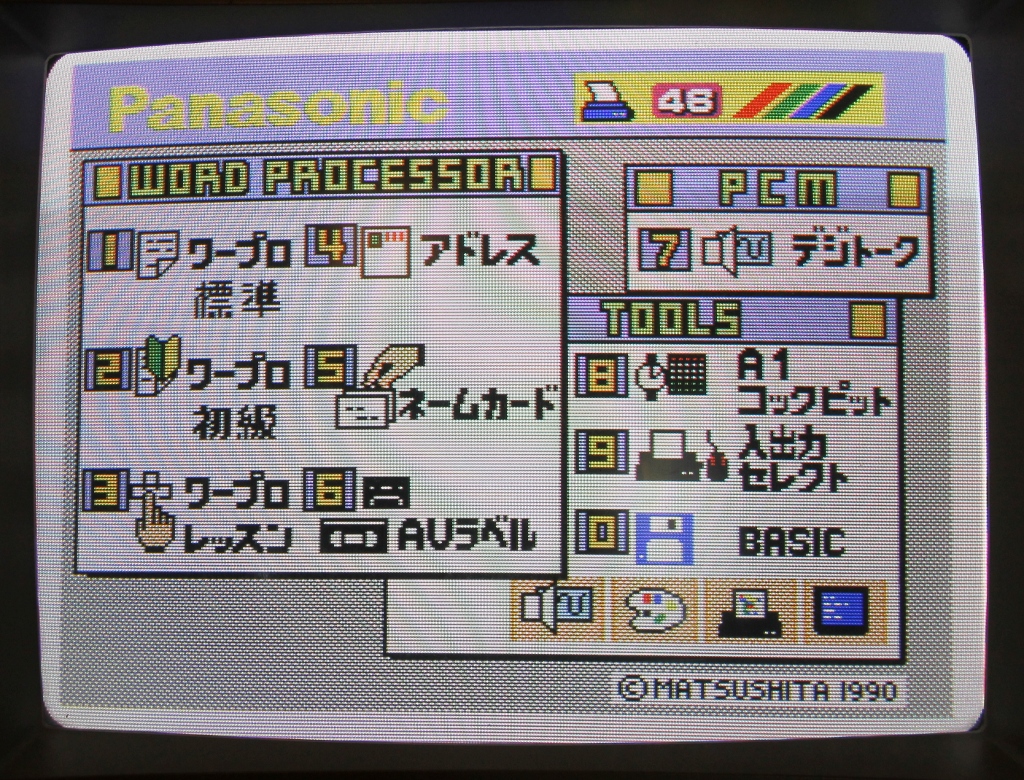 Panasonic
46
WORD PROCESSOR
1 ワープロ
標準
2 ワープロ
初級
3 ワープロ
レッスン
4 アドレス
5 ネームカード
6 AVラベル
PCM
7 デジトーク
TOOLS
8 A1
コックピット
9 入出力
セレクト
0 BASIC
©MATSUSHITA 1990